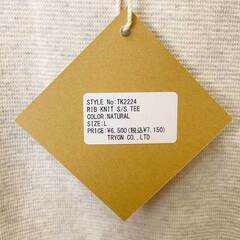 STYLE No:TK2224
RIB KNIT S/S TEE
COLOR:NATURAL
SIZE:L
PRICE:¥6,500(税込¥7,150)
TRYON CO.,LTD